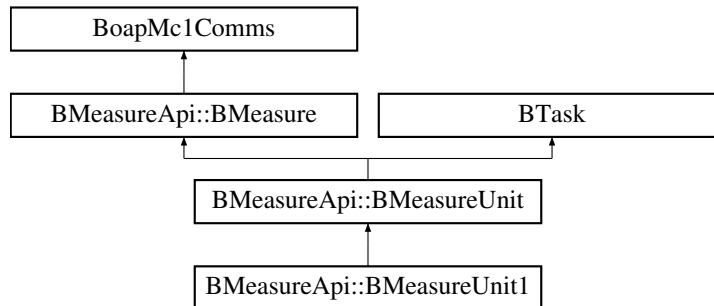 BoapMc1Comms
BMeasureApi::BMeasure
BTask
BMeasureApi::BMeasureUnit
BMeasureApi::BMeasureUnit1